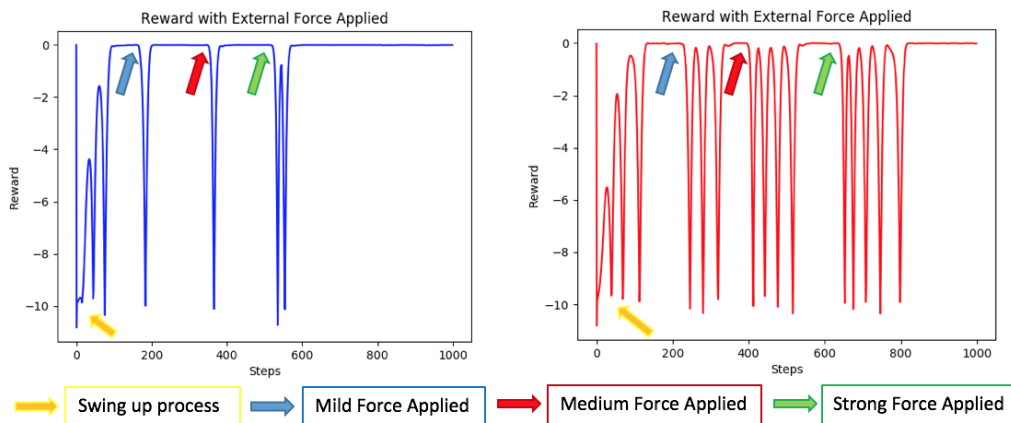 Reward with External Force Applied
0
−2
−4
−6
−8
−10
Reward
0 200 400 600 800 1000
Steps
Reward with External Force Applied
0
−2
−4
−6
−8
−10
Reward
0 200 400 600 800 1000
Steps
Swing up process
Mild Force Applied
Medium Force Applied
Strong Force Applied